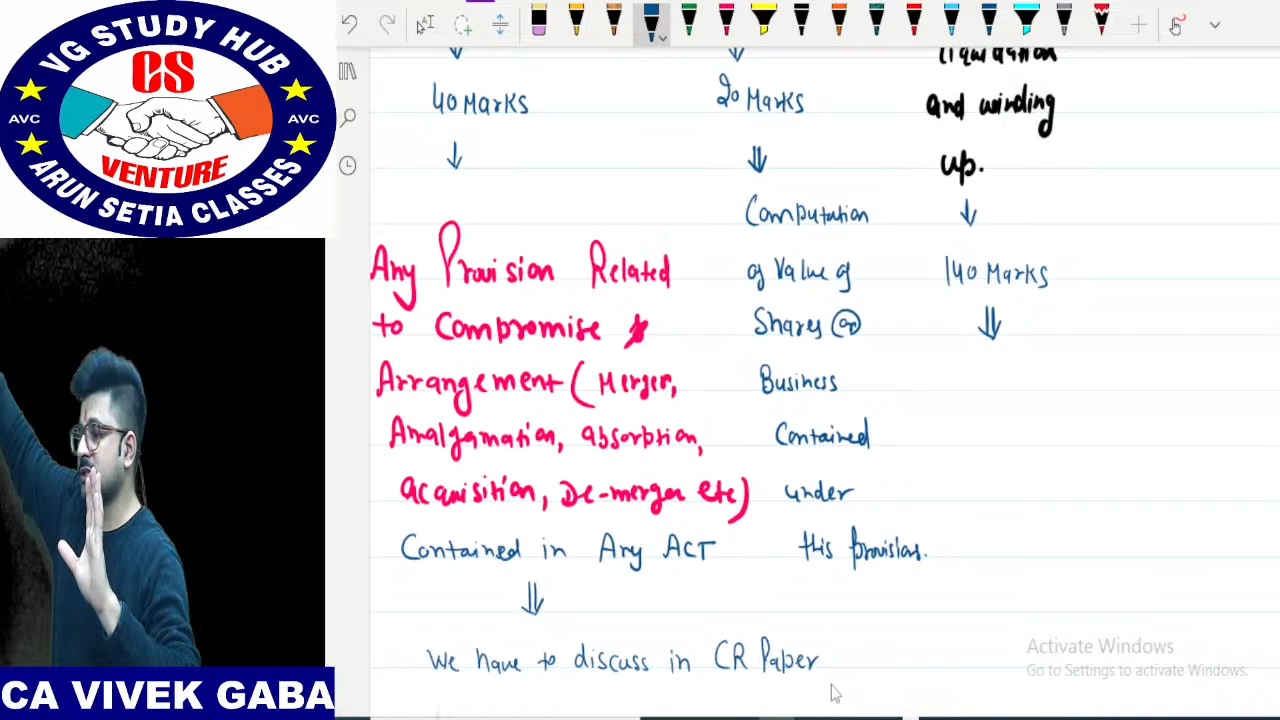 VG STUDY HUB
CS
AVC
AVC
VENTURE
ARUN SETIA CLASSES
CA VIVEK GABA
40 Marks
Any Provision Related
to Compromise
Arrangement (Merger,
Amalgamation, absorption,
acquisition, De-merger etc)
Contained in Any ACT
We have to discuss in CR Paper
20 Marks
Computation
of Value of
Shares or
Business
Contained
under
this provisions.
liquidation
and winding
up.
140 Marks
Activate Windows
Go to Settings to activate Windows.